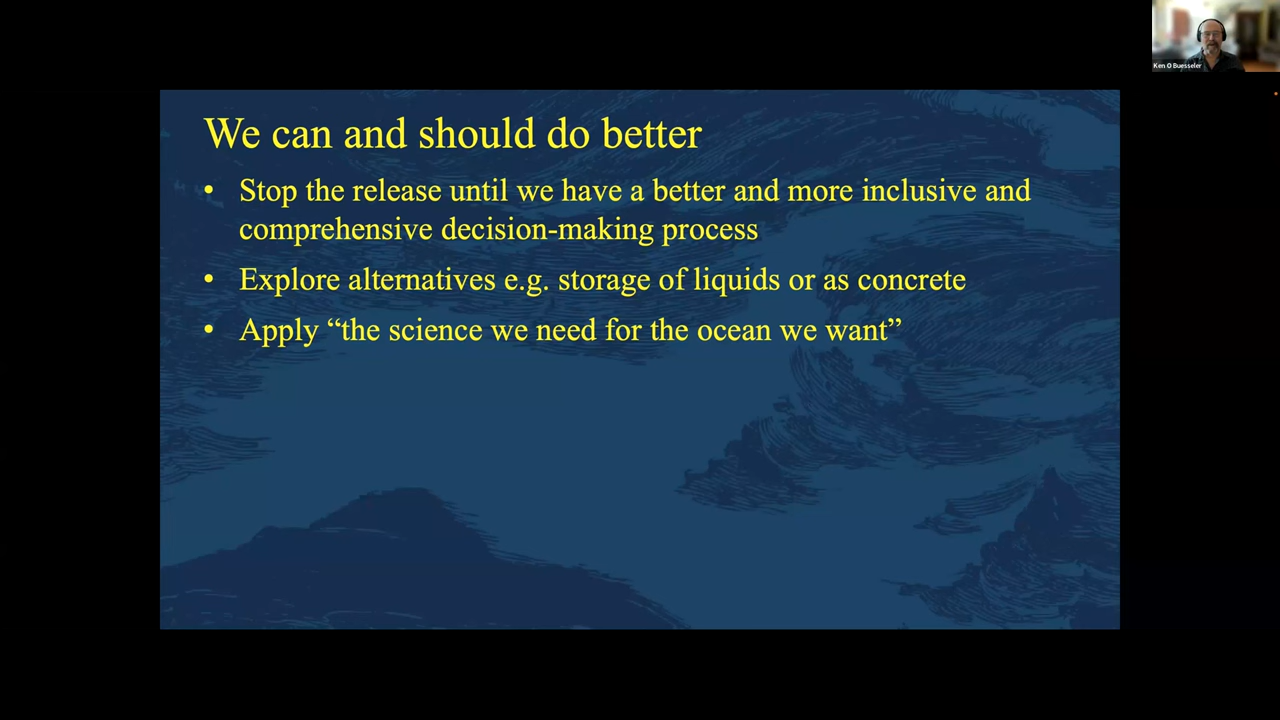 Ken O Buesseler
We can and should do better
• Stop the release until we have a better and more inclusive and
comprehensive decision-making process
• Explore alternatives e.g. storage of liquids or as concrete
• Apply “the science we need for the ocean we want”